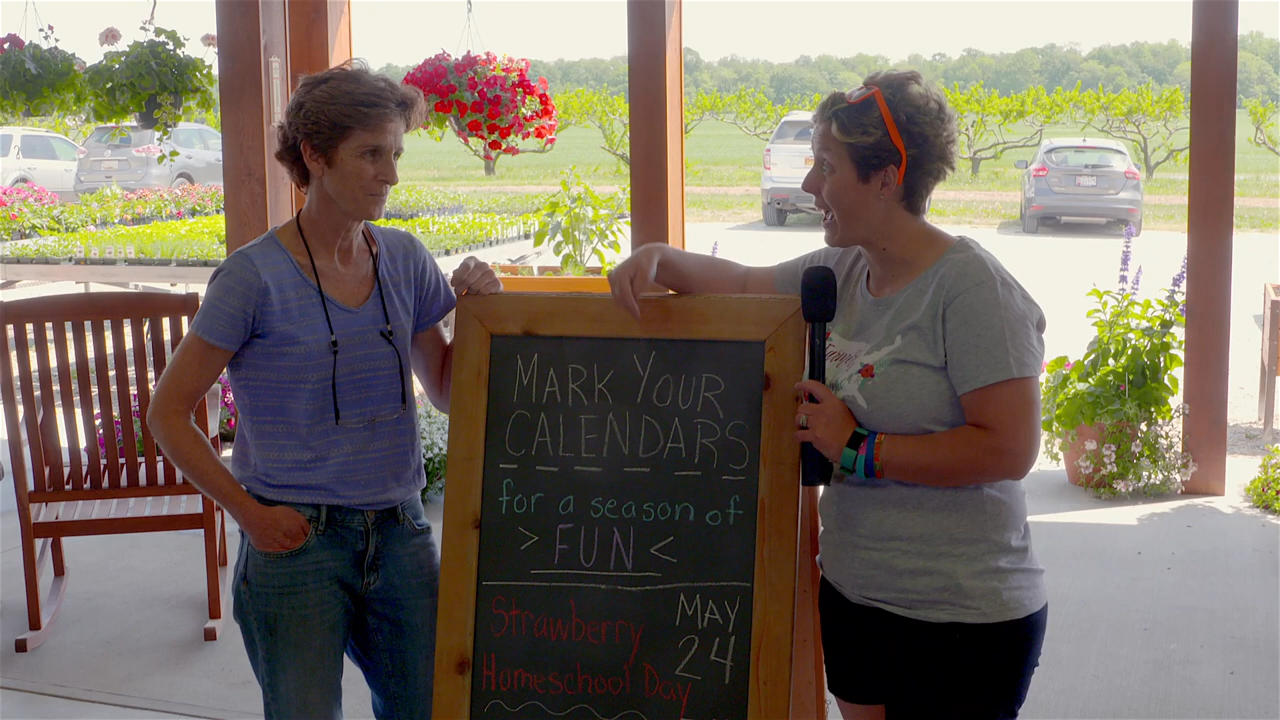 MARK YOUR
CALENDARS
for a season of
> FUN <
Strawberry MAY
Homeschool Day 24